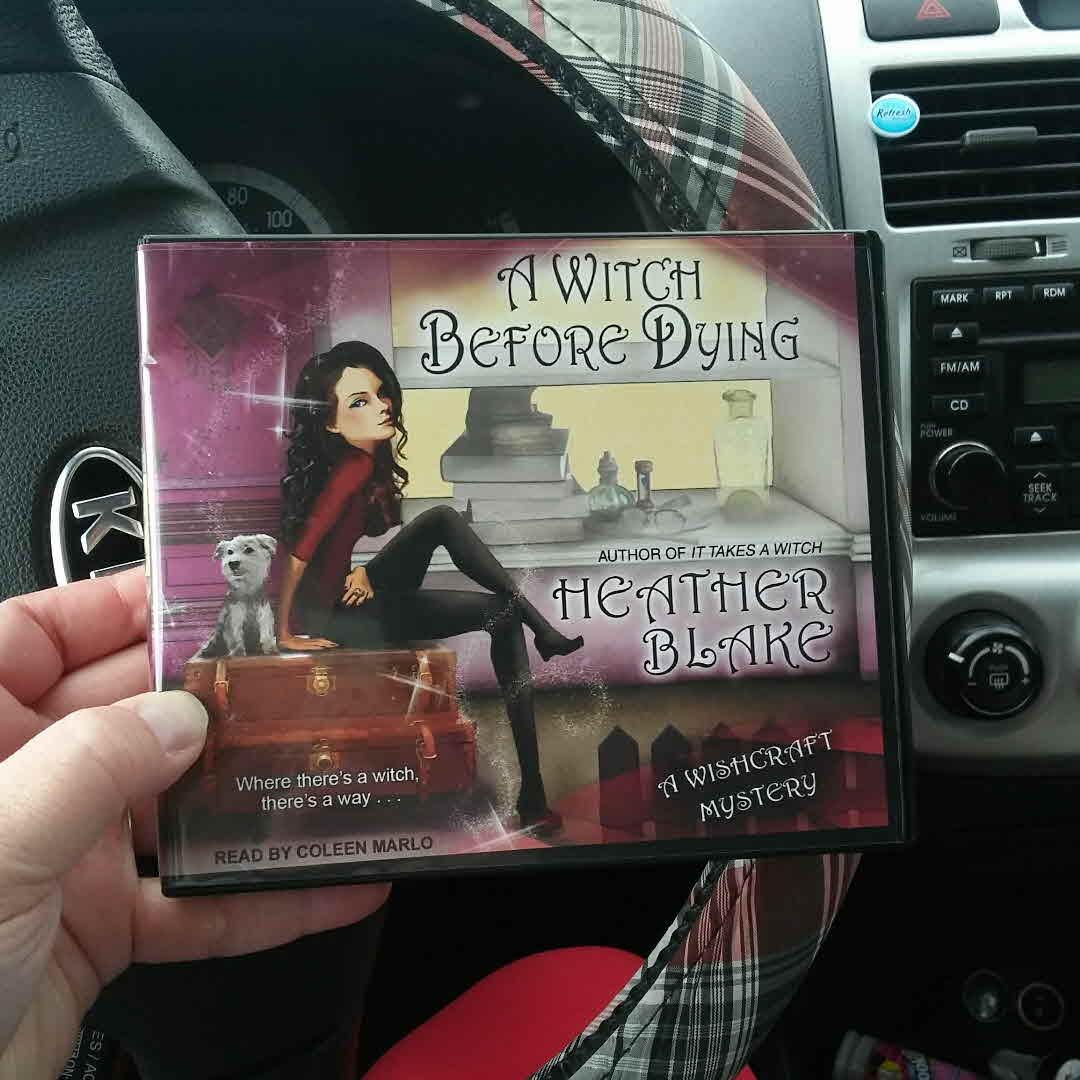 80
100
Refresh
MARK
RPT
RDM
FM/AM
CD
PUSH
POWER
VOLUME
SEEK
TRACK
A WITCH
BEFORE DYING
AUTHOR OF IT TAKES A WITCH
HEATHER
BLAKE
A WISHCRAFT
MYSTERY
Where there's a witch,
there's a way . . .
READ BY COLEEN MARLO